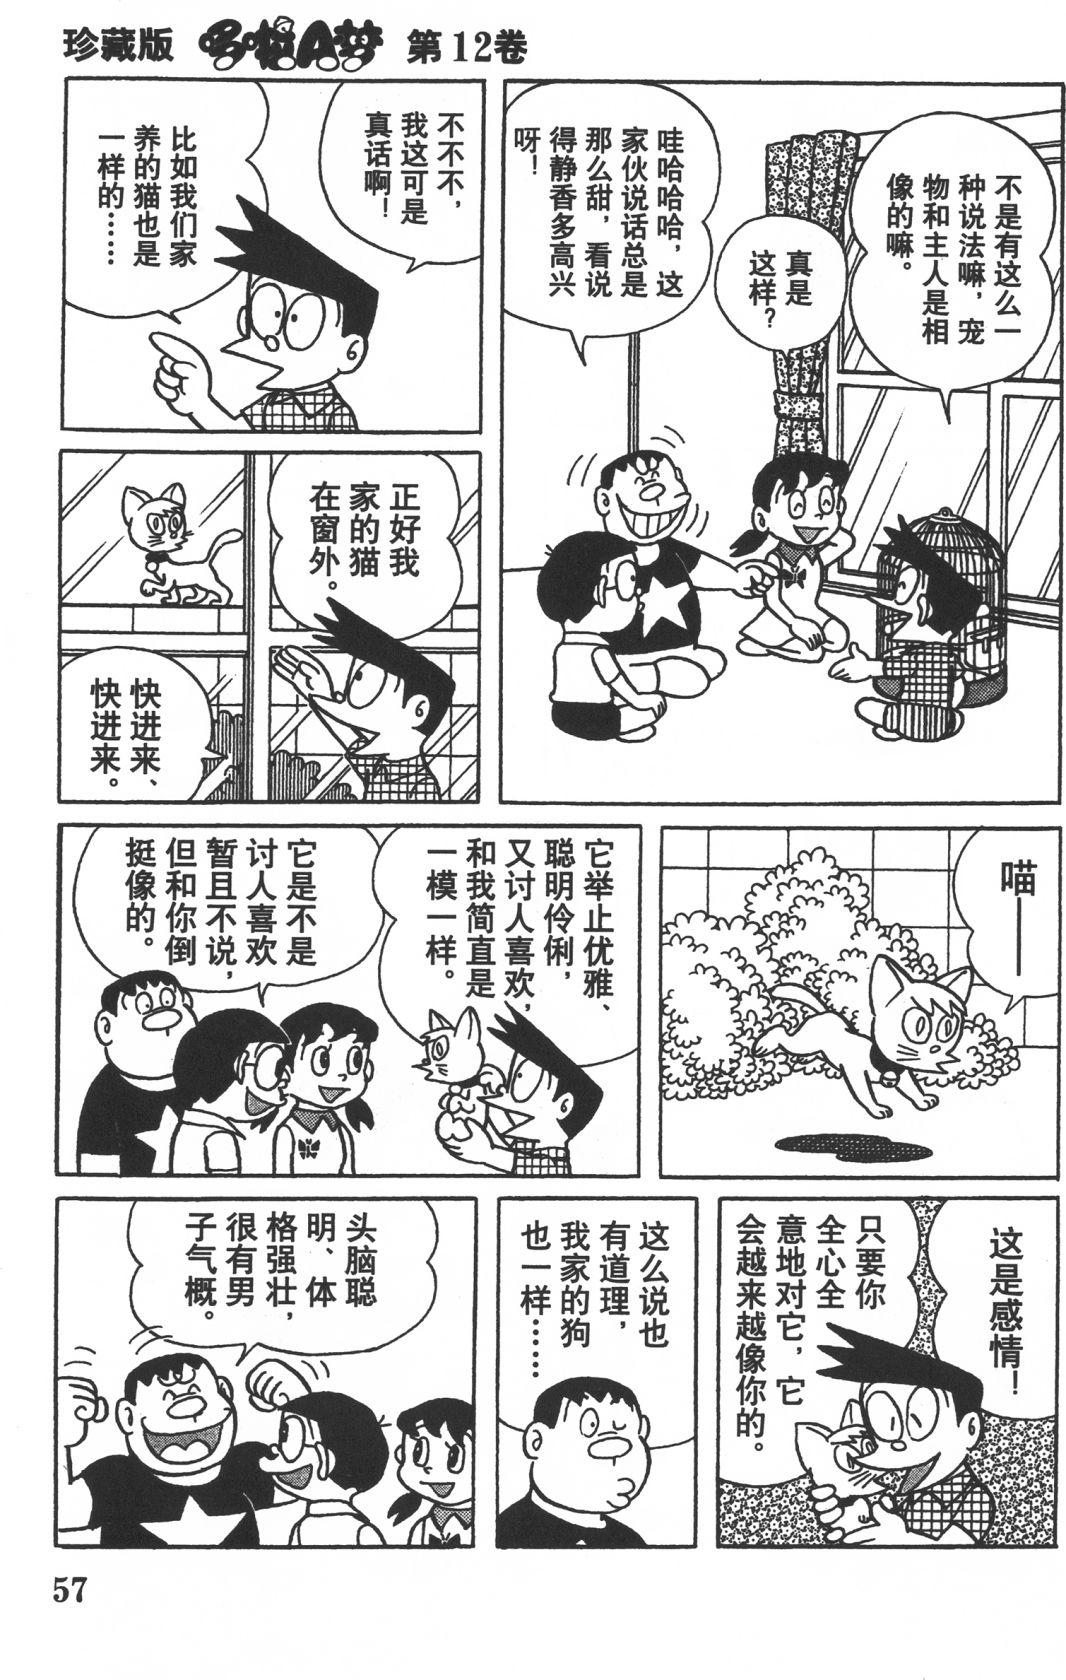 珍藏版 哆啦A梦 第12卷
不是有这么一
种说法嘛，宠
物和主人是相
像的嘛。
真是
这样？
哇哈哈哈，这
家伙说话总是
那么甜，看说
得静香多高兴
呀！
不不不，
我这可是
真话啊！
比如我们家
养的猫也是
一样的……
正好我
家的猫
在窗外。
快进来、
快进来。
喵——
它举止优雅、
聪明伶俐，
又讨人喜欢，
和我简直是
一模一样。
它是不是
讨人喜欢
暂且不说，
但和你倒
挺像的。
这是感情！
只要你
全心全
意地对它，它
会越来越像你的。
这么说也
有道理，
我家的狗
也一样……
头脑聪
明、体
格强壮，
很有男
子气概。
57